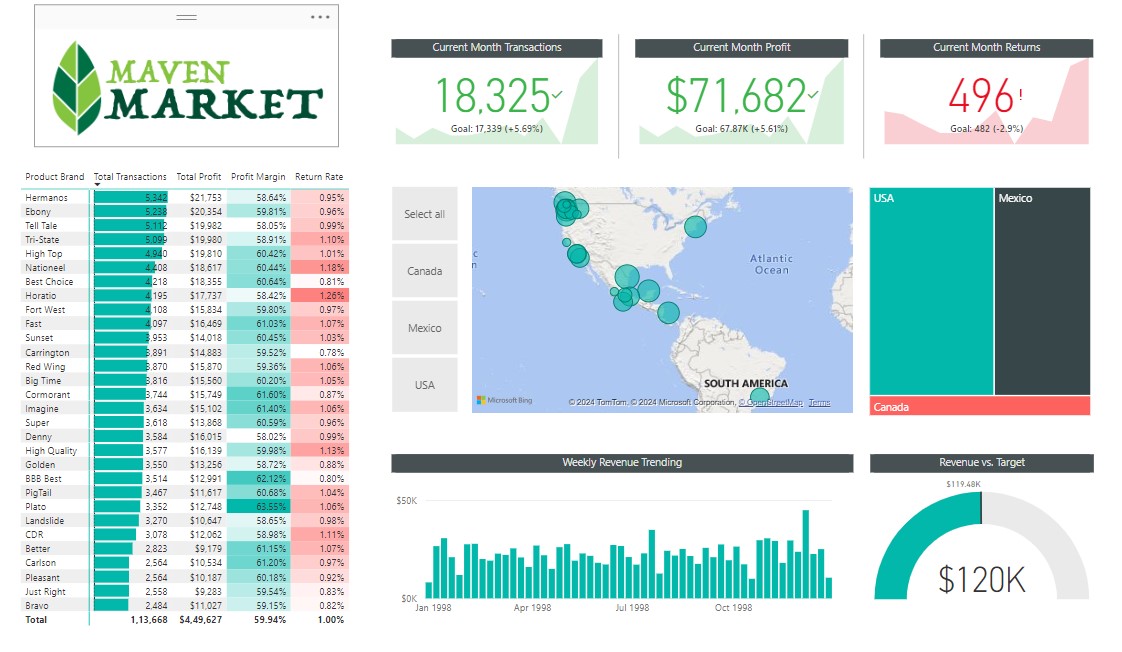 MAVEN
MARKET
Current Month Transactions
18,325
Goal: 17,339 (+5.69%)
Current Month Profit
$71,682
Goal: 67.87K (+5.61%)
Current Month Returns
496!
Goal: 482 (-2.9%)
Product Brand Total Transactions Total Profit Profit Margin Return Rate
Hermanos 5,342 $21,753 58.64% 0.95%
Ebony 5,238 $20,354 59.81% 0.96%
Tell Tale 5,112 $19,982 58.05% 0.99%
Tri-State 5,099 $19,980 58.91% 1.10%
High Top 4,940 $19,810 60.42% 1.01%
Nationeel 4,408 $18,617 60.44% 1.18%
Best Choice 4,218 $18,355 60.64% 0.81%
Horatio 4,195 $17,737 58.42% 1.26%
Fort West 4,108 $15,834 59.80% 0.97%
Fast 4,097 $16,469 61.03% 1.07%
Sunset 3,953 $14,018 60.45% 1.03%
Carrington 3,891 $14,883 59.52% 0.78%
Red Wing 3,870 $15,870 59.36% 1.06%
Big Time 3,816 $15,560 60.20% 1.05%
Cormorant 3,744 $15,749 61.60% 0.87%
Imagine 3,634 $15,102 61.40% 1.06%
Super 3,618 $13,868 60.59% 0.96%
Denny 3,584 $16,015 58.02% 0.99%
High Quality 3,577 $16,139 59.98% 1.13%
Golden 3,550 $13,256 58.72% 0.88%
BBB Best 3,514 $12,991 62.12% 0.80%
PigTail 3,467 $11,617 60.68% 1.04%
Plato 3,352 $12,748 63.55% 1.06%
Landslide 3,270 $10,647 58.65% 0.98%
CDR 3,078 $12,062 58.98% 1.11%
Better 2,823 $9,179 61.15% 1.07%
Carlson 2,564 $10,534 61.20% 0.97%
Pleasant 2,564 $10,187 60.18% 0.92%
Just Right 2,558 $9,283 59.54% 0.83%
Bravo 2,484 $11,027 59.15% 0.82%
Total 1,13,668 $4,49,627 59.94% 1.00%
Select all
Canada
Mexico
USA
Atlantic
Ocean
SOUTH AMERICA
Microsoft Bing
© 2024 TomTom, © 2024 Microsoft Corporation, © OpenStreetMap Terms
USA
Mexico
Canada
Weekly Revenue Trending
$50K
$0K
Jan 1998 Apr 1998 Jul 1998 Oct 1998
Revenue vs. Target
$119.48K
$120K